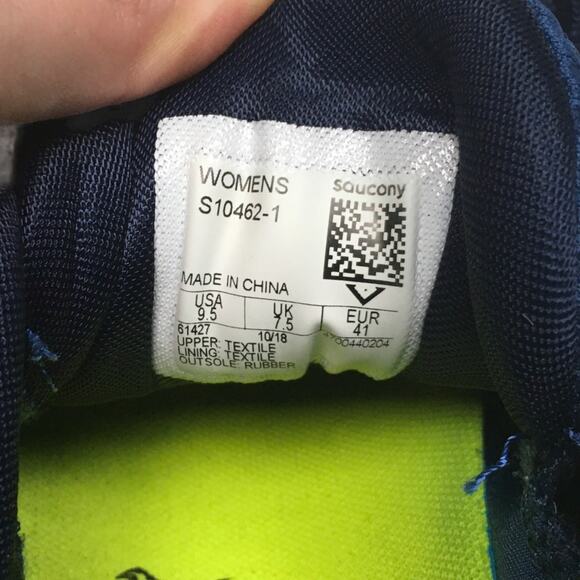 WOMENS
saucony
S10462-1
MADE IN CHINA
USA UK EUR
9.5 7.5 41
61427 10/18
UPPER: TEXTILE
LINING: TEXTILE
OUTSOLE: RUBBER